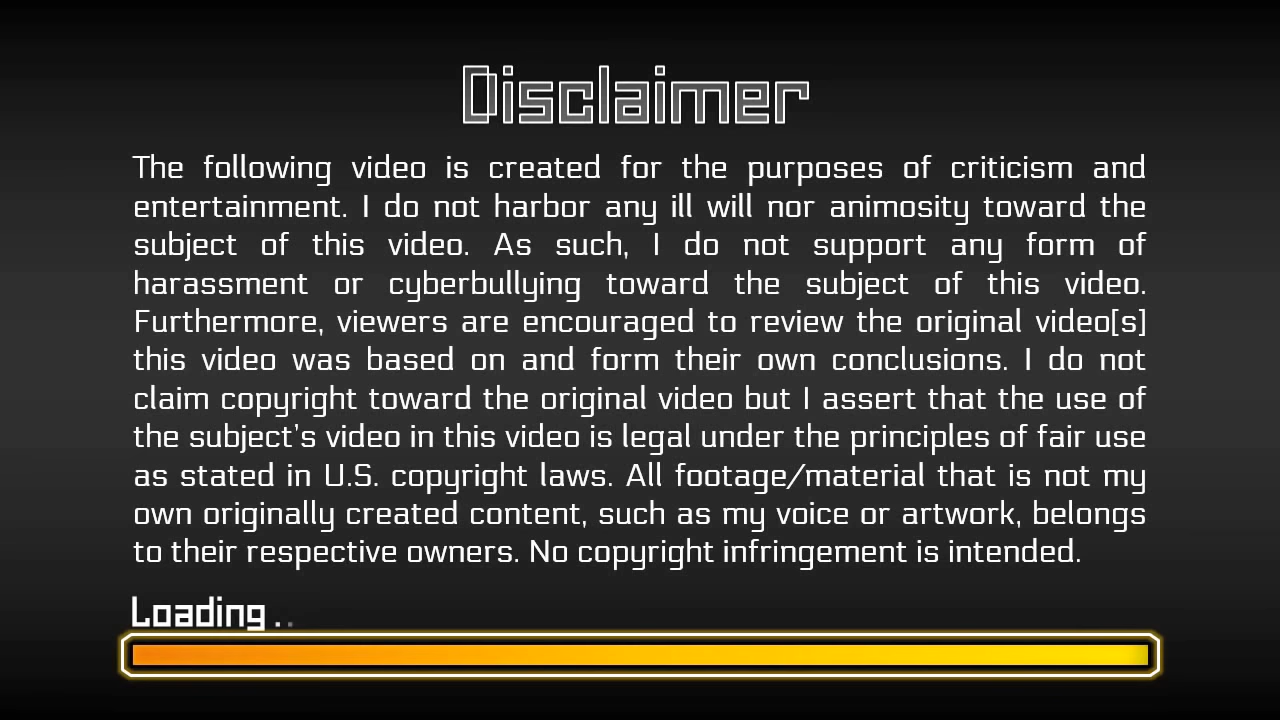 Disclaimer
The following video is created for the purposes of criticism and
entertainment. I do not harbor any ill will nor animosity toward the
subject of this video. As such, I do not support any form of
harassment or cyberbullying toward the subject of this video.
Furthermore, viewers are encouraged to review the original video[s]
this video was based on and form their own conclusions. I do not
claim copyright toward the original video but I assert that the use of
the subject's video in this video is legal under the principles of fair use
as stated in U.S. copyright laws. All footage/material that is not my
own originally created content, such as my voice or artwork, belongs
to their respective owners. No copyright infringement is intended.
Loading . .